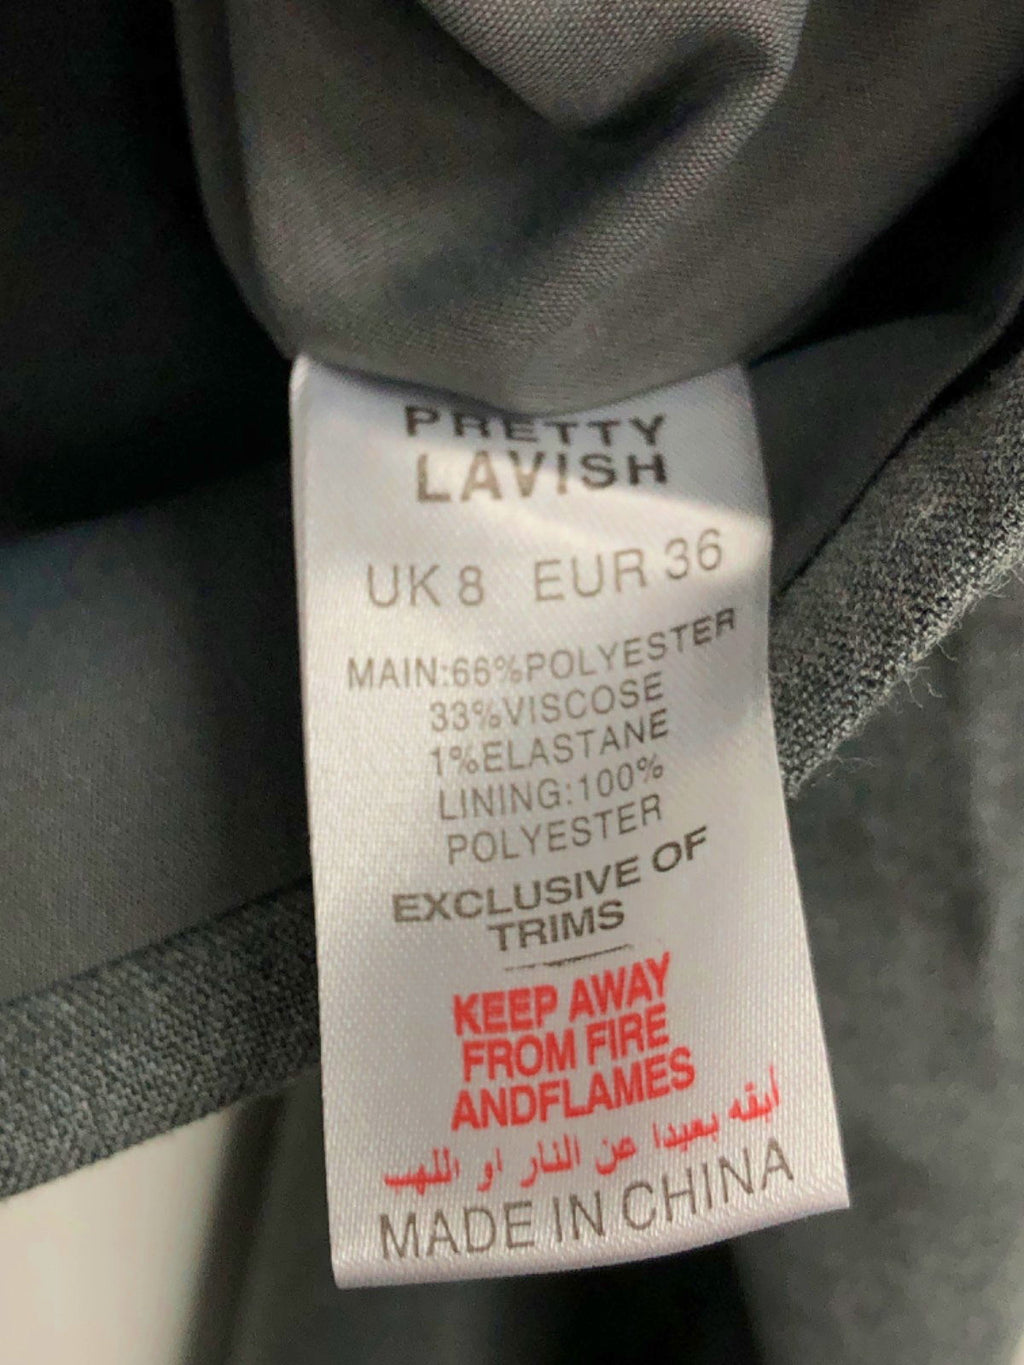 PRETTY
LAVISH
UK 8 EUR 36
MAIN:66%POLYESTER
33%VISCOSE
1%ELASTANE
LINING:100%
POLYESTER
EXCLUSIVE OF
TRIMS
KEEP AWAY
FROM FIRE
ANDFLAMES
أبقه بعيدا عن النار او اللهب
MADE IN CHINA